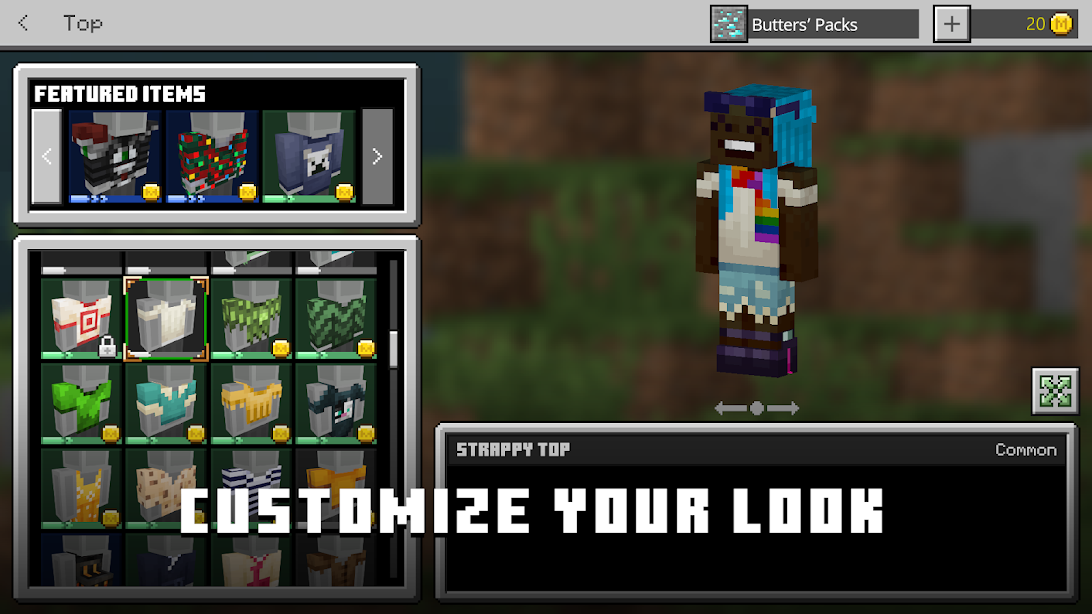 Top
Butters’ Packs
20
FEATURED ITEMS
STRAPPY TOP
Common
CUSTOMIZE YOUR LOOK